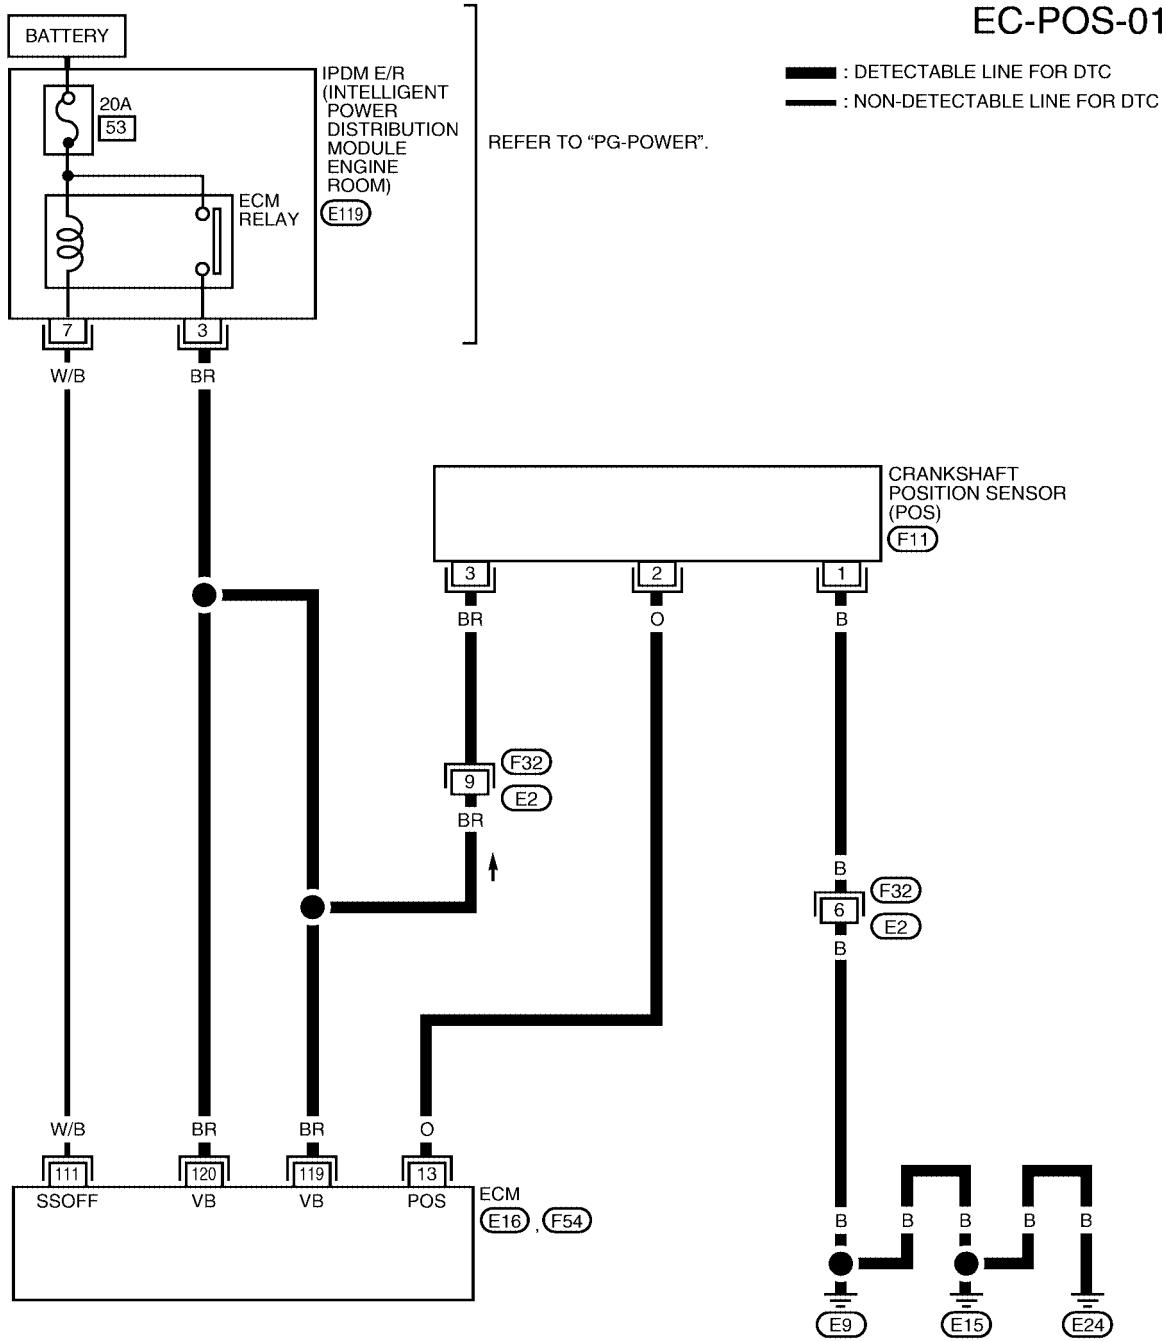 EC-POS-01
BATTERY
: DETECTABLE LINE FOR DTC
: NON-DETECTABLE LINE FOR DTC
20A
53
IPDM E/R
(INTELLIGENT
POWER
DISTRIBUTION
MODULE
ENGINE
ROOM)
E119
REFER TO “PG-POWER”.
ECM
RELAY
7
3
W/B
BR
CRANKSHAFT
POSITION SENSOR
(POS)
F11
3
2
1
BR
O
B
F32
9
E2
BR
B
F32
6
E2
B
W/B
BR
BR
O
111
120
119
13
SSOFF
VB
VB
POS
ECM
E16 , F54
B
B
B
B
B
E9
E15
E24